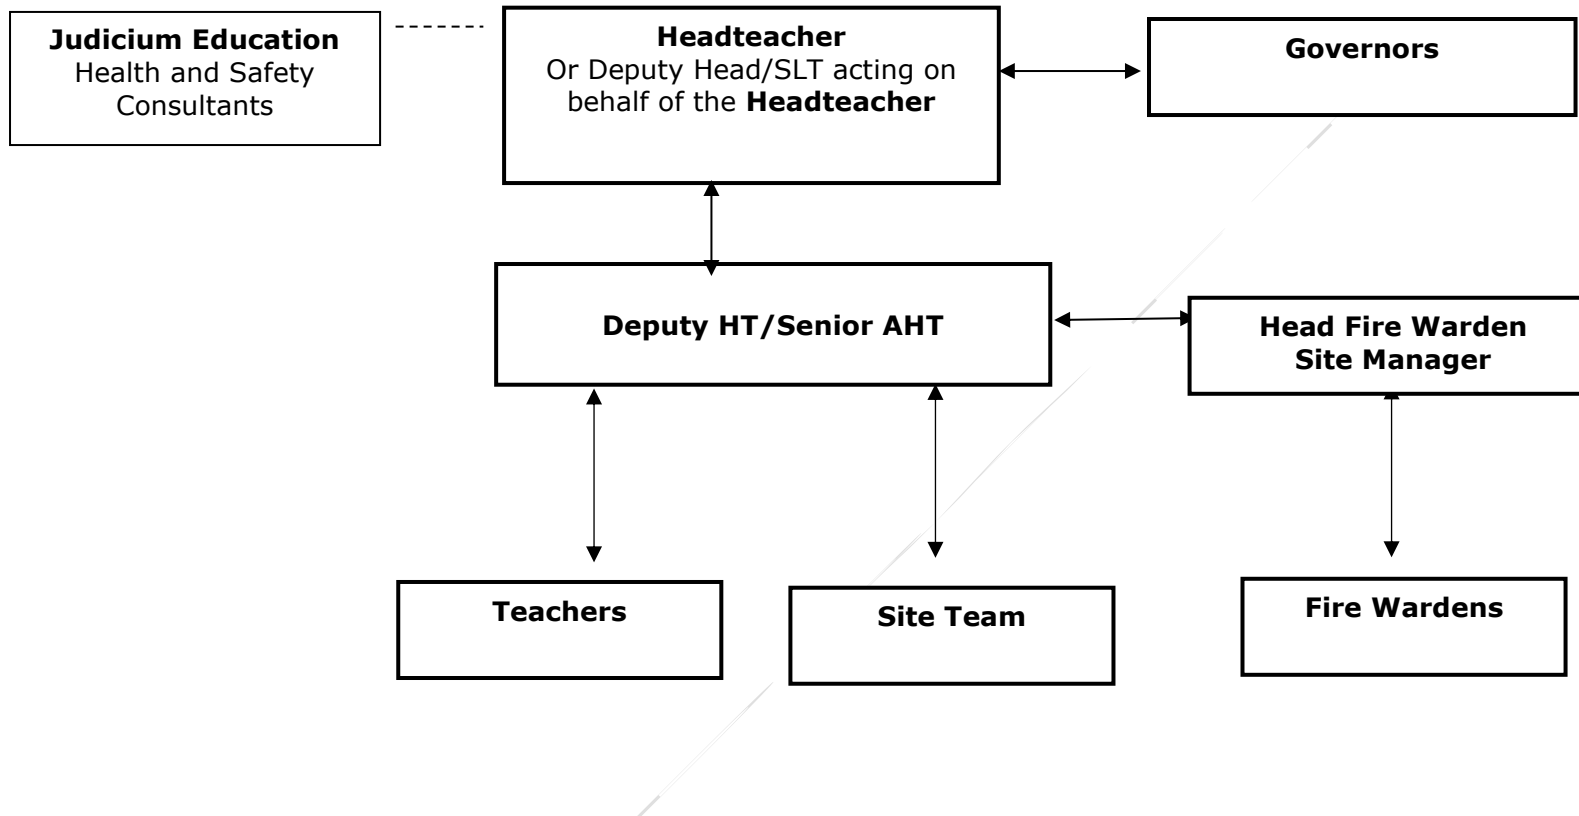 Judicium Education
Health and Safety
Consultants
Headteacher
Or Deputy Head/SLT acting on
behalf of the Headteacher
Governors
Deputy HT/Senior AHT
Head Fire Warden
Site Manager
Teachers
Site Team
Fire Wardens